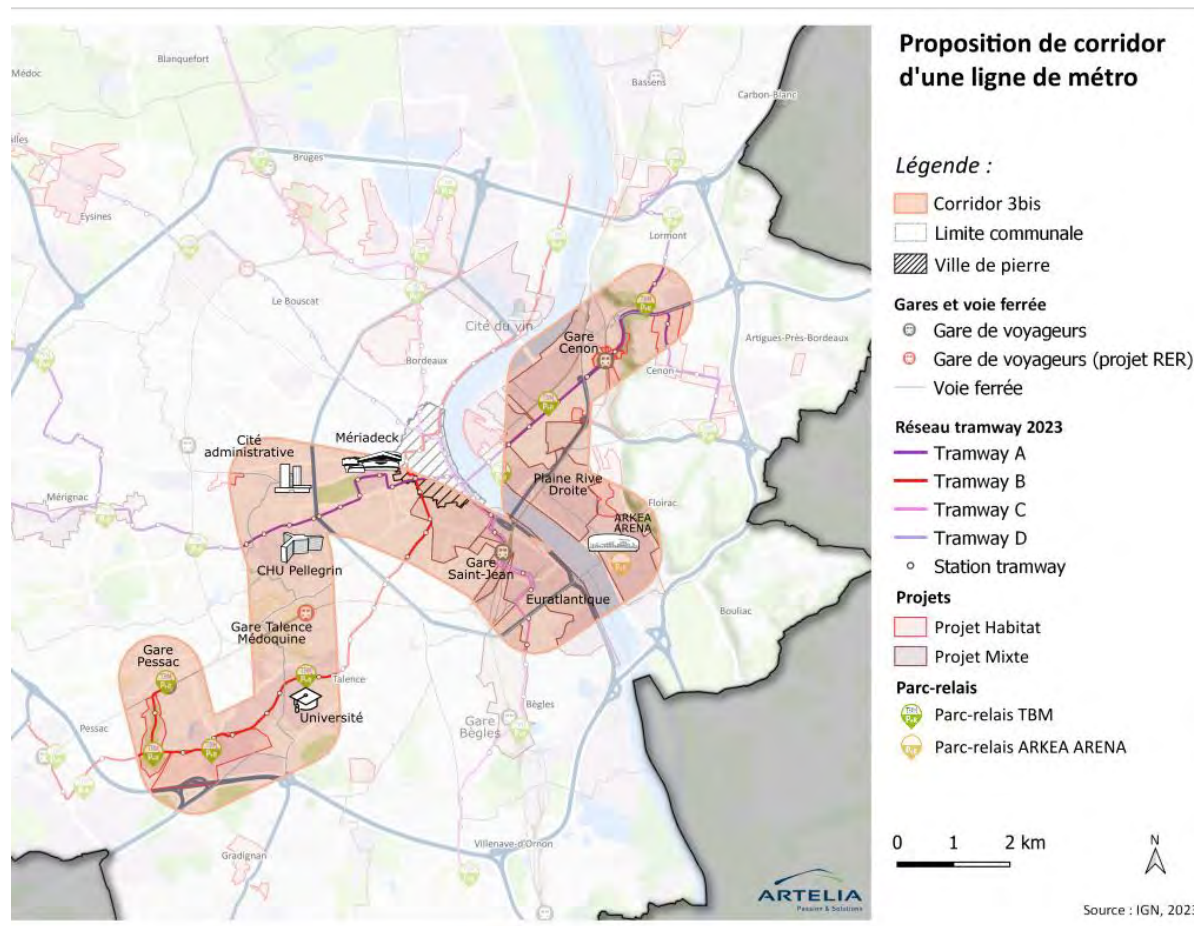 Proposition de corridor
d'une ligne de métro
Légende :
Corridor 3bis
Limite communale
Ville de pierre
Gares et voie ferrée
Gare de voyageurs
Gare de voyageurs (projet RER)
Voie ferrée
Réseau tramway 2023
Tramway A
Tramway B
Tramway C
Tramway D
Station tramway
Projets
Projet Habitat
Projet Mixte
Parc-relais
Parc-relais TBM
Parc-relais ARKEA ARENA
0 1 2 km
N
Source : IGN, 2023
Blanquefort
Médoc
Bassens
Carbon-Blanc
Bruges
Eysines
Lormont
Le Bouscat
Cité du vin
Artigues-Près-Bordeaux
Gare
Cenon
Bordeaux
Cenon
Cité
administrative
Mériadeck
Plaine Rive
Droite
Mérignac
Floirac
ARKEA
ARENA
CHU Pellegrin
Gare
Saint-Jean
Euratlantique
Bouliac
Gare Talence
Médoquine
Gare
Pessac
Talence
Université
Bègles
Gare
Bègles
Pessac
Villenave-d'Ornon
Gradignan
ARTELIA
Passion & Solutions